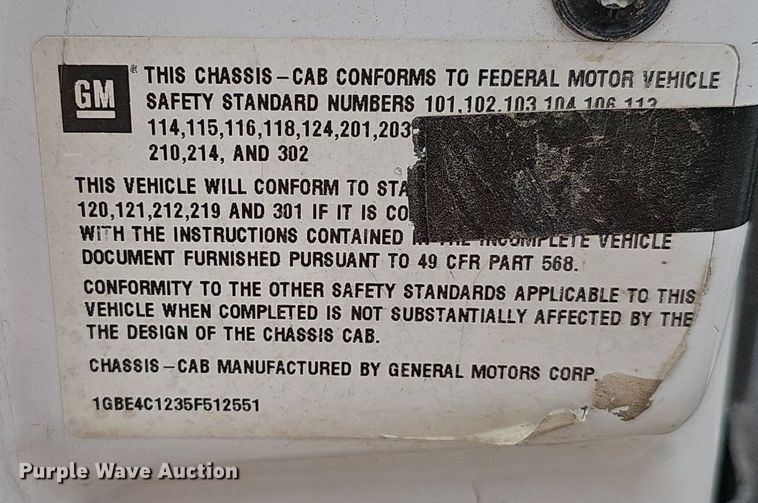 GM
THIS CHASSIS-CAB CONFORMS TO FEDERAL MOTOR VEHICLE
SAFETY STANDARD NUMBERS 101,102,103,104,106,113
114,115,116,118,124,201,203
210,214, AND 302
THIS VEHICLE WILL CONFORM TO STA
120,121,212,219 AND 301 IF IT IS CO
WITH THE INSTRUCTIONS CONTAINED IN THE INCOMPLETE VEHICLE
DOCUMENT FURNISHED PURSUANT TO 49 CFR PART 568.
CONFORMITY TO THE OTHER SAFETY STANDARDS APPLICABLE TO THIS
VEHICLE WHEN COMPLETED IS NOT SUBSTANTIALLY AFFECTED BY THE
THE DESIGN OF THE CHASSIS CAB.
CHASSIS-CAB MANUFACTURED BY GENERAL MOTORS CORP.
1GBE4C1235F512551
Purple Wave Auction